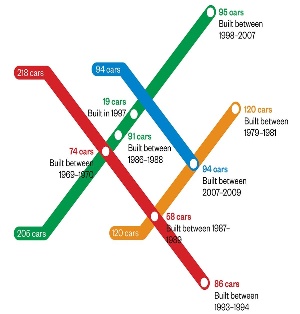 95 cars
Built between
1998–2007
218 cars
94 cars
19 cars
Built in 1997
120 cars
Built between
1979–1981
91 cars
Built between
1986–1988
74 cars
Built between
1969–1970
94 cars
Built between
2007–2009
58 cars
Built between 1987–
1989
206 cars
120 cars
86 cars
Built between
1993–1994